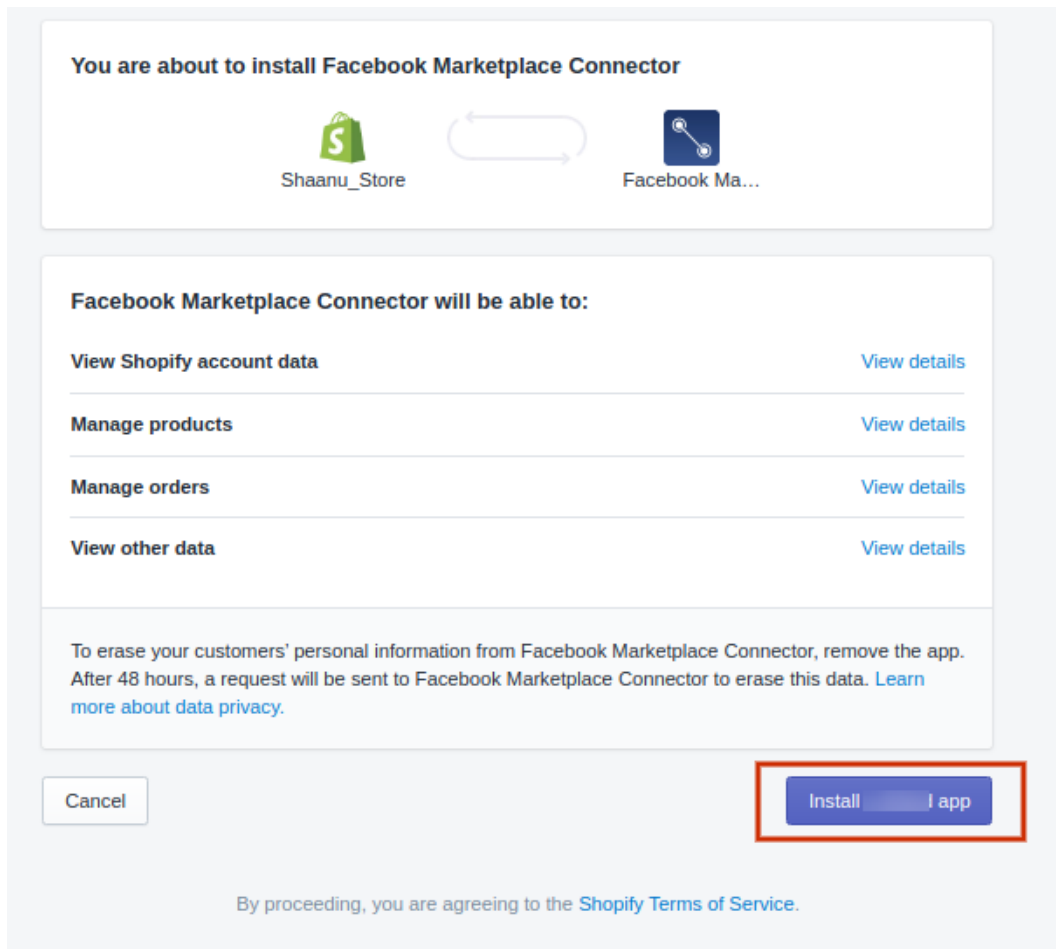 You are about to install Facebook Marketplace Connector
S
Shaanu_Store
Facebook Ma...
Facebook Marketplace Connector will be able to:
View Shopify account data View details
Manage products View details
Manage orders View details
View other data View details
To erase your customers’ personal information from Facebook Marketplace Connector, remove the app.
After 48 hours, a request will be sent to Facebook Marketplace Connector to erase this data. Learn
more about data privacy.
Cancel
Install app
By proceeding, you are agreeing to the Shopify Terms of Service.